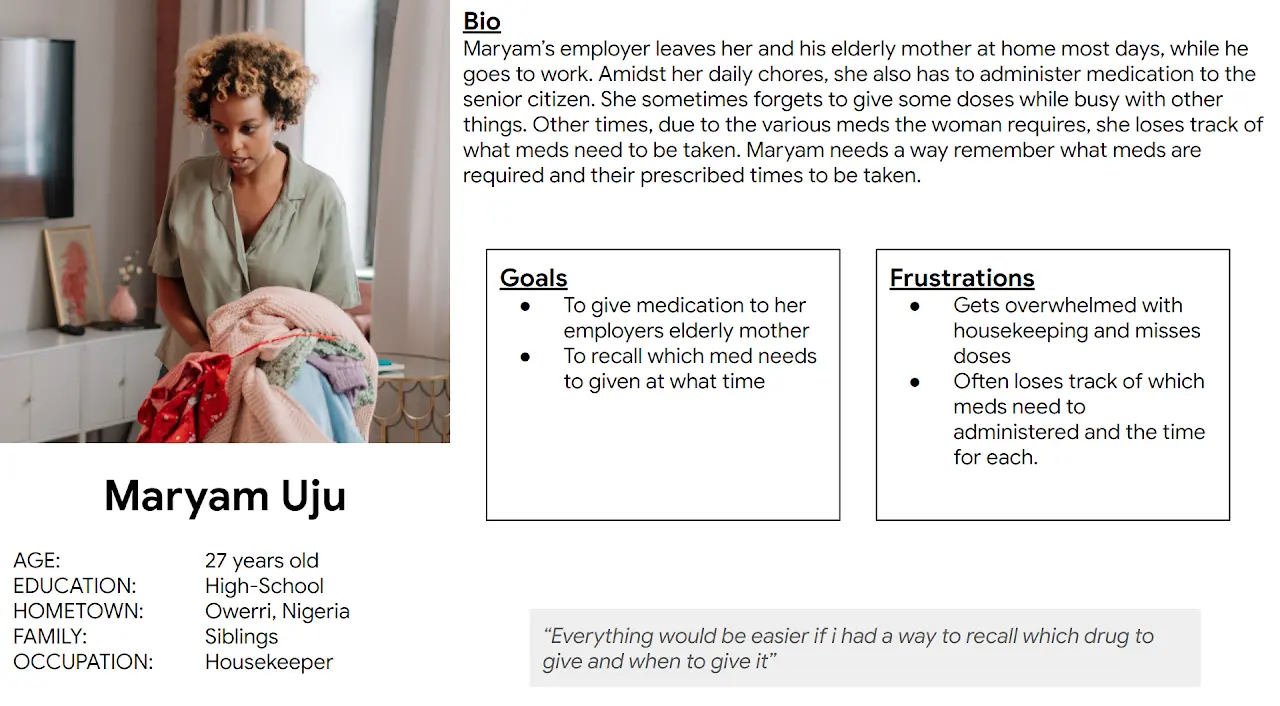 Bio
Maryam’s employer leaves her and his elderly mother at home most days, while he
goes to work. Amidst her daily chores, she also has to administer medication to the
senior citizen. She sometimes forgets to give some doses while busy with other
things. Other times, due to the various meds the woman requires, she loses track of
what meds need to be taken. Maryam needs a way remember what meds are
required and their prescribed times to be taken.
Goals
● To give medication to her
employers elderly mother
● To recall which med needs
to given at what time
Frustrations
● Gets overwhelmed with
housekeeping and misses
doses
● Often loses track of which
meds need to
administered and the time
for each.
Maryam Uju
AGE: 27 years old
EDUCATION: High-School
HOMETOWN: Owerri, Nigeria
FAMILY: Siblings
OCCUPATION: Housekeeper
“Everything would be easier if i had a way to recall which drug to
give and when to give it”